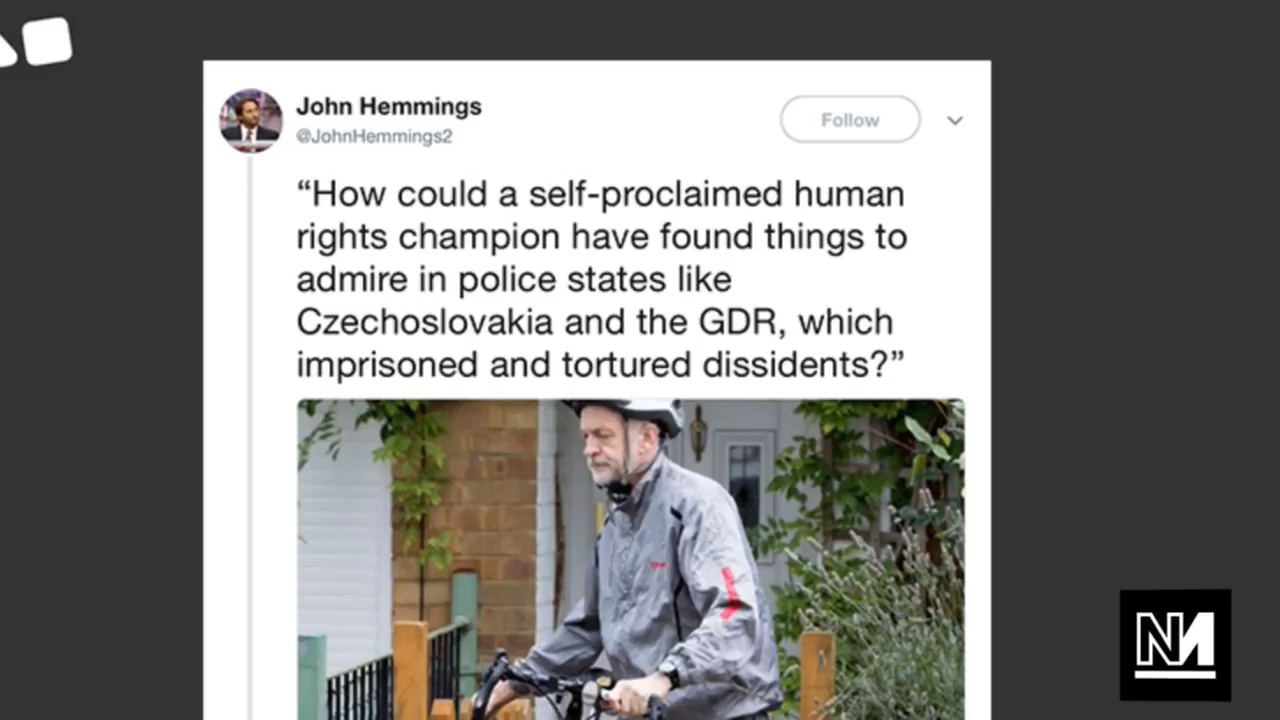 John Hemmings
@JohnHemmings2
Follow
“How could a self-proclaimed human
rights champion have found things to
admire in police states like
Czechoslovakia and the GDR, which
imprisoned and tortured dissidents?”
NM